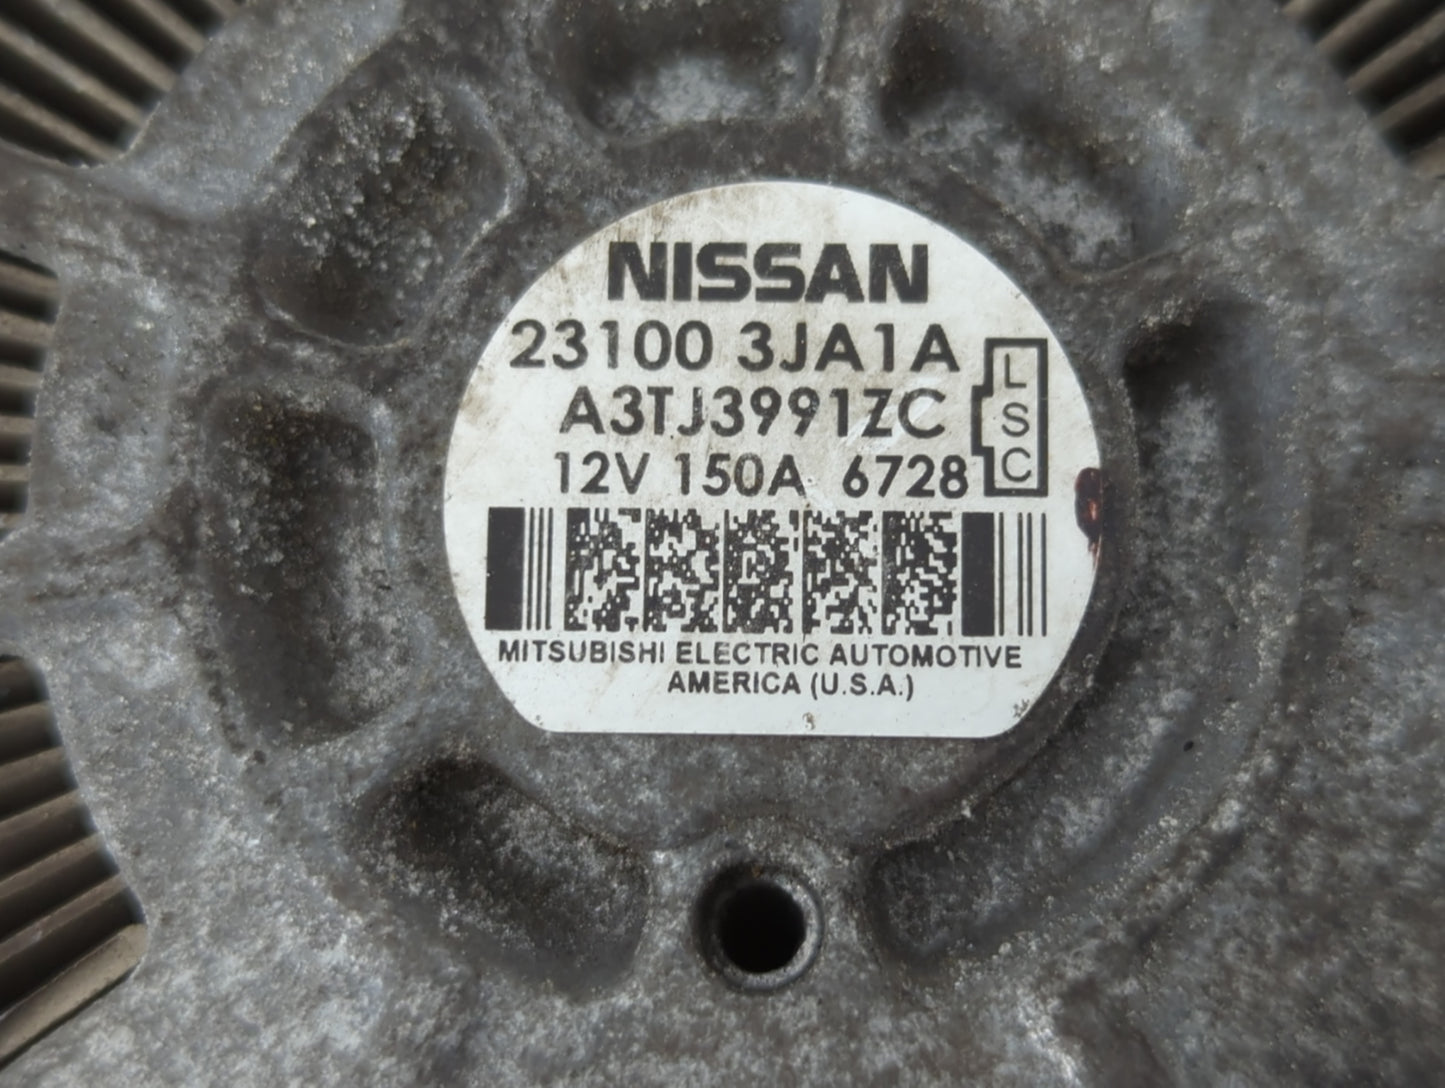 NISSAN
23100 3JA1A
A3TJ3991ZC
12V 150A 6728
L
S
C
MITSUBISHI ELECTRIC AUTOMOTIVE
AMERICA (U.S.A.)